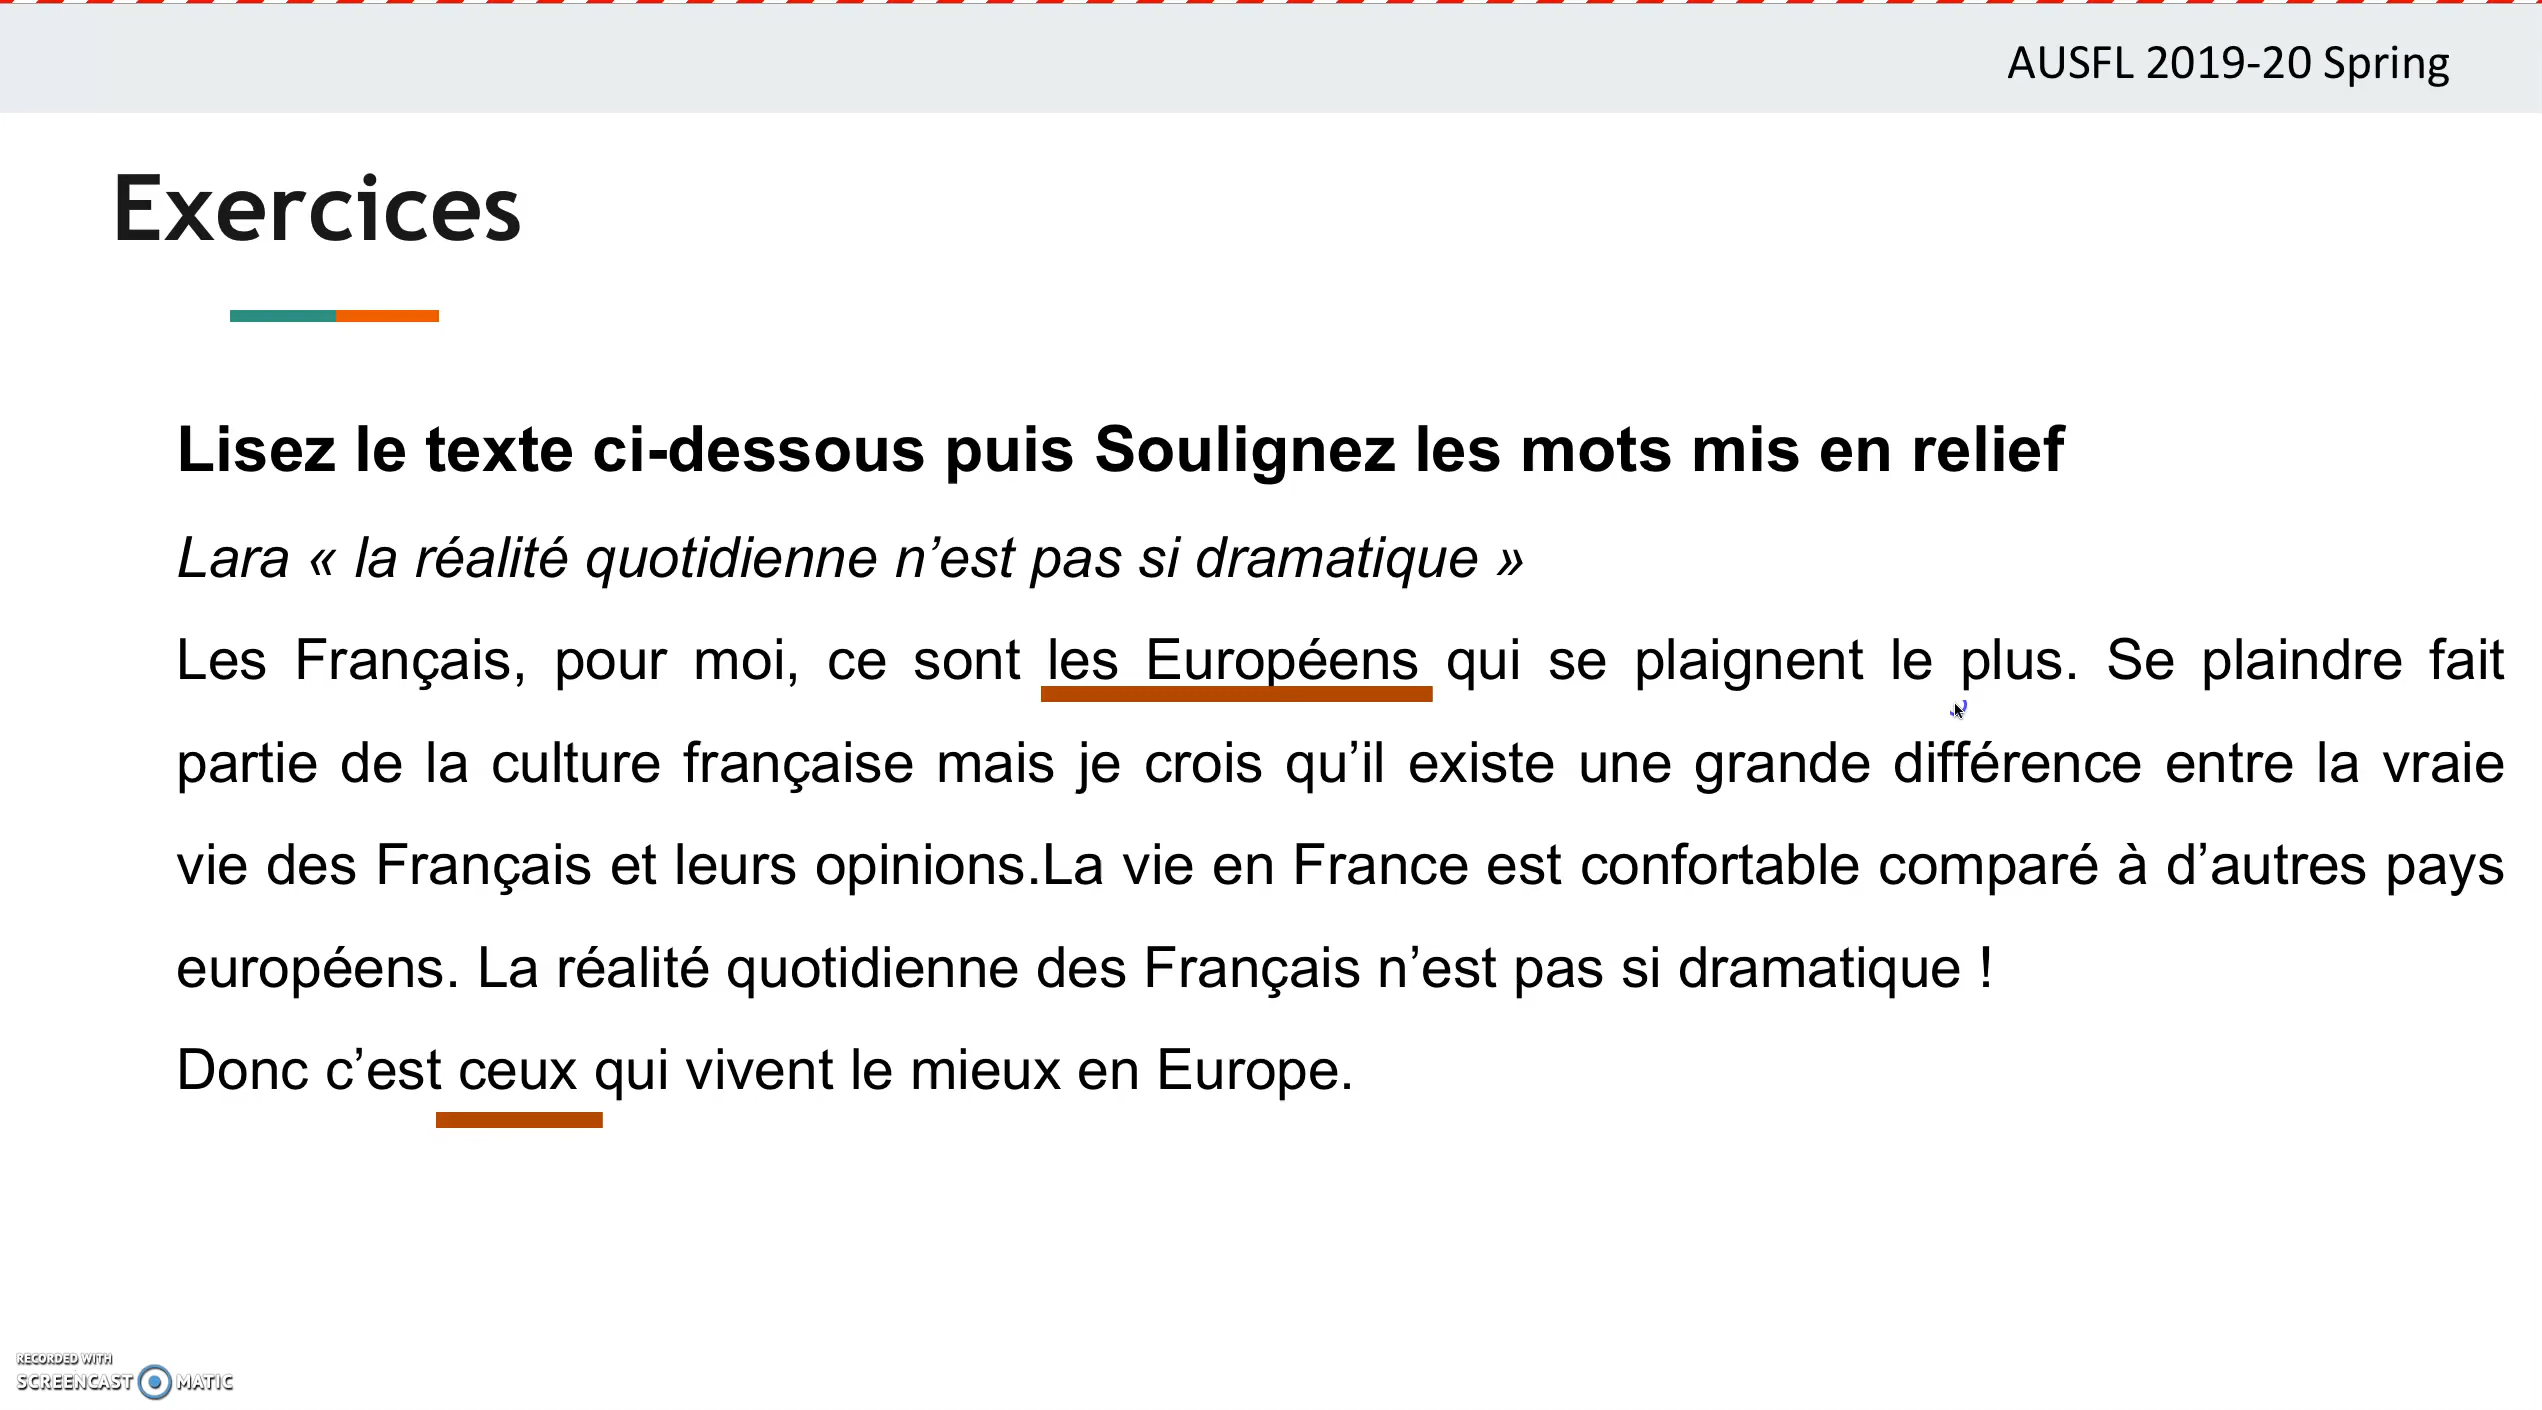 AUSFL 2019-20 Spring
Exercices
Lisez le texte ci-dessous puis Soulignez les mots mis en relief
Lara « la réalité quotidienne n’est pas si dramatique »
Les Français, pour moi, ce sont les Européens qui se plaignent le plus. Se plaindre fait
partie de la culture française mais je crois qu’il existe une grande différence entre la vraie
vie des Français et leurs opinions.La vie en France est confortable comparé à d’autres pays
européens. La réalité quotidienne des Français n’est pas si dramatique !
Donc c’est ceux qui vivent le mieux en Europe.
RECORDED WITH
SCREENCAST MATIC